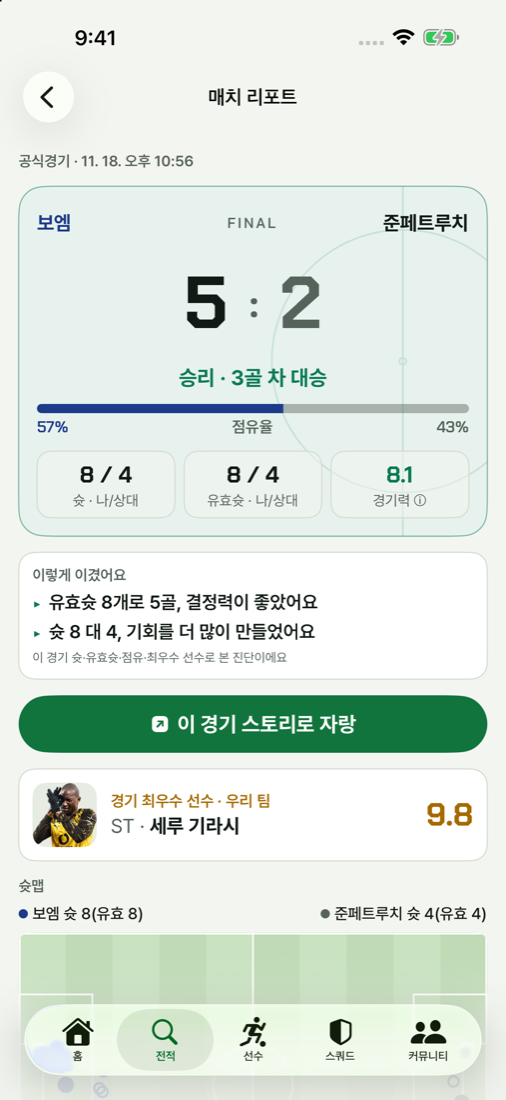 9:41
매치 리포트
공식경기 · 11. 18. 오후 10:56
보엠 FINAL 준페트루치
5 : 2
승리 · 3골 차 대승
57% 점유율 43%
8 / 4 8 / 4 8.1
슛 · 나/상대 유효슛 · 나/상대 경기력 ⓘ
이렇게 이겼어요
▸ 유효슛 8개로 5골, 결정력이 좋았어요
▸ 슛 8 대 4, 기회를 더 많이 만들었어요
이 경기 슛·유효슛·점유·최우수 선수로 본 진단이에요
이 경기 스토리로 자랑
경기 최우수 선수 · 우리 팀
ST · 세루 기라시
9.8
슛맵
보엠 슛 8(유효 8) 준페트루치 슛 4(유효 4)
홈 전적 선수 스쿼드 커뮤니티